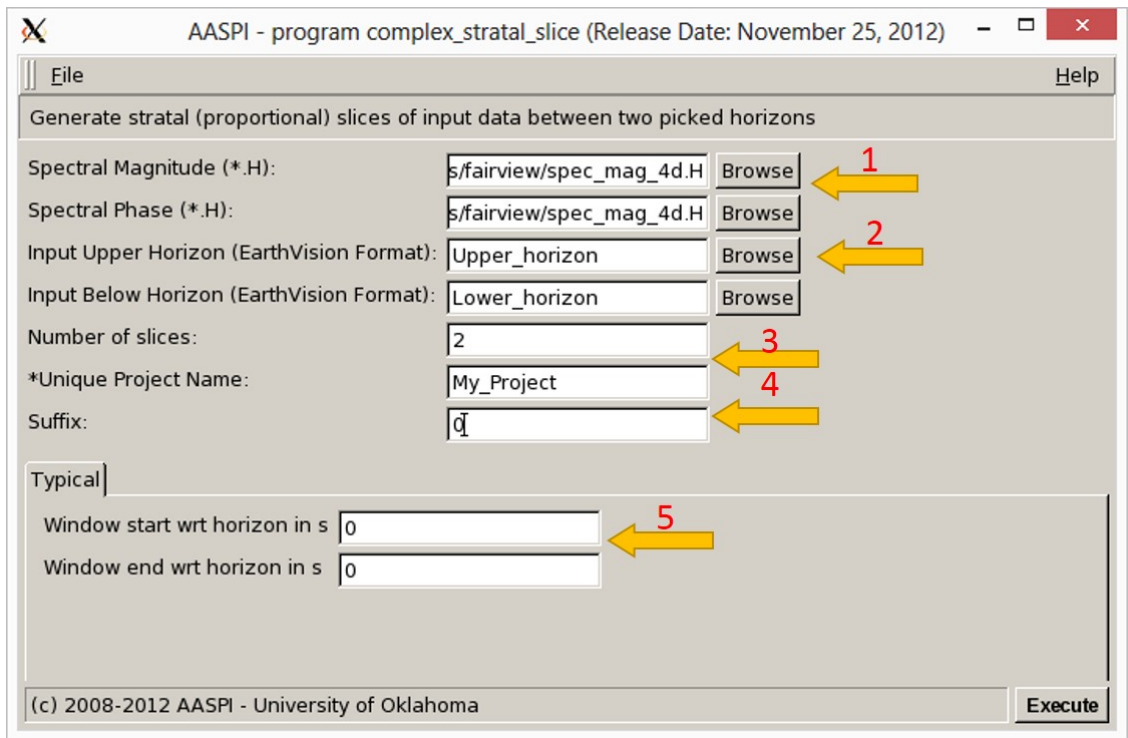 AASPI - program complex_stratal_slice (Release Date: November 25, 2012)
File Help
Generate stratal (proportional) slices of input data between two picked horizons
Spectral Magnitude (*.H): s/fairview/spec_mag_4d.H Browse 1
Spectral Phase (*.H): s/fairview/spec_mag_4d.H Browse
Input Upper Horizon (EarthVision Format): Upper_horizon Browse 2
Input Below Horizon (EarthVision Format): Lower_horizon Browse
Number of slices: 2 3
*Unique Project Name: My_Project 4
Suffix: 0
Typical
Window start wrt horizon in s 0 5
Window end wrt horizon in s 0
(c) 2008-2012 AASPI - University of Oklahoma Execute